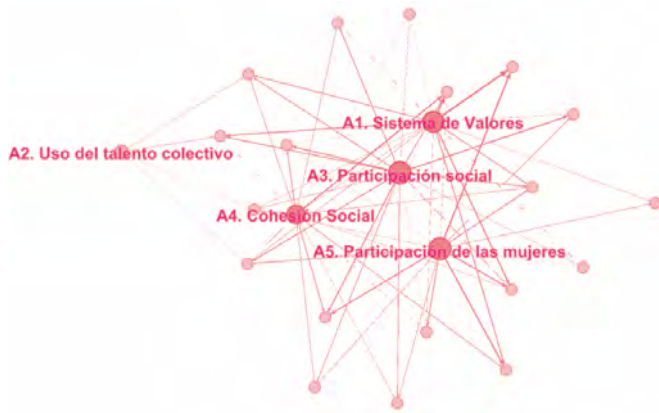 A1. Sistema de Valores
A2. Uso del talento colectivo
A3. Participación social
A4. Cohesión Social
A5. Participación de las mujeres